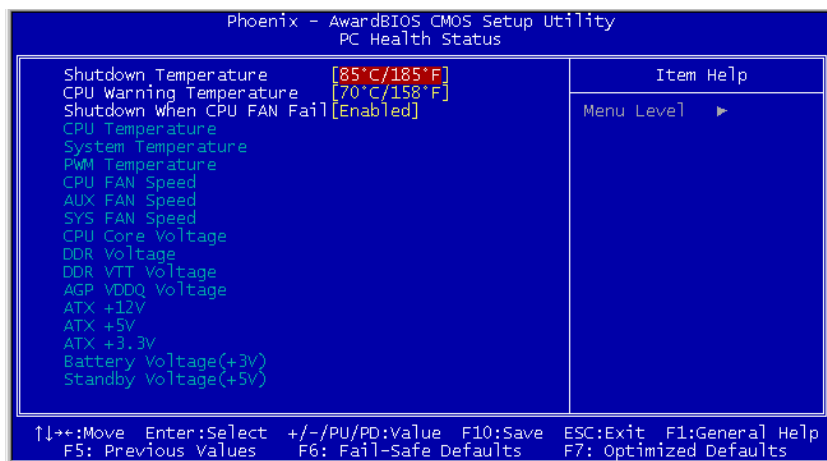 Phoenix - AwardBIOS CMOS Setup Utility
PC Health Status
Shutdown Temperature [85°C/185°F]
CPU Warning Temperature [70°C/158°F]
Shutdown When CPU FAN Fail[Enabled]
CPU Temperature
System Temperature
PWM Temperature
CPU FAN Speed
AUX FAN Speed
SYS FAN Speed
CPU Core Voltage
DDR Voltage
DDR VTT Voltage
AGP VDDQ Voltage
ATX +12V
ATX +5V
ATX +3.3V
Battery Voltage(+3V)
Standby Voltage(+5V)
Item Help
Menu Level ►
↑↓→←:Move Enter:Select +/-/PU/PD:Value F10:Save ESC:Exit F1:General Help
F5: Previous Values F6: Fail-Safe Defaults F7: Optimized Defaults